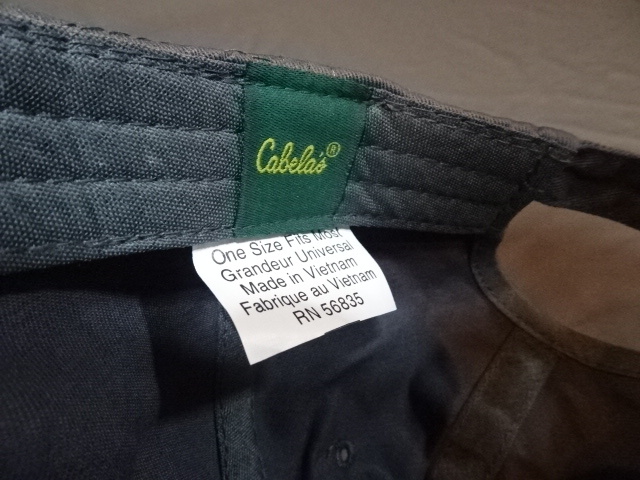 Cabela's®
One Size Fits Most
Grandeur Universal
Made in Vietnam
Fabrique au Vietnam
RN 56835